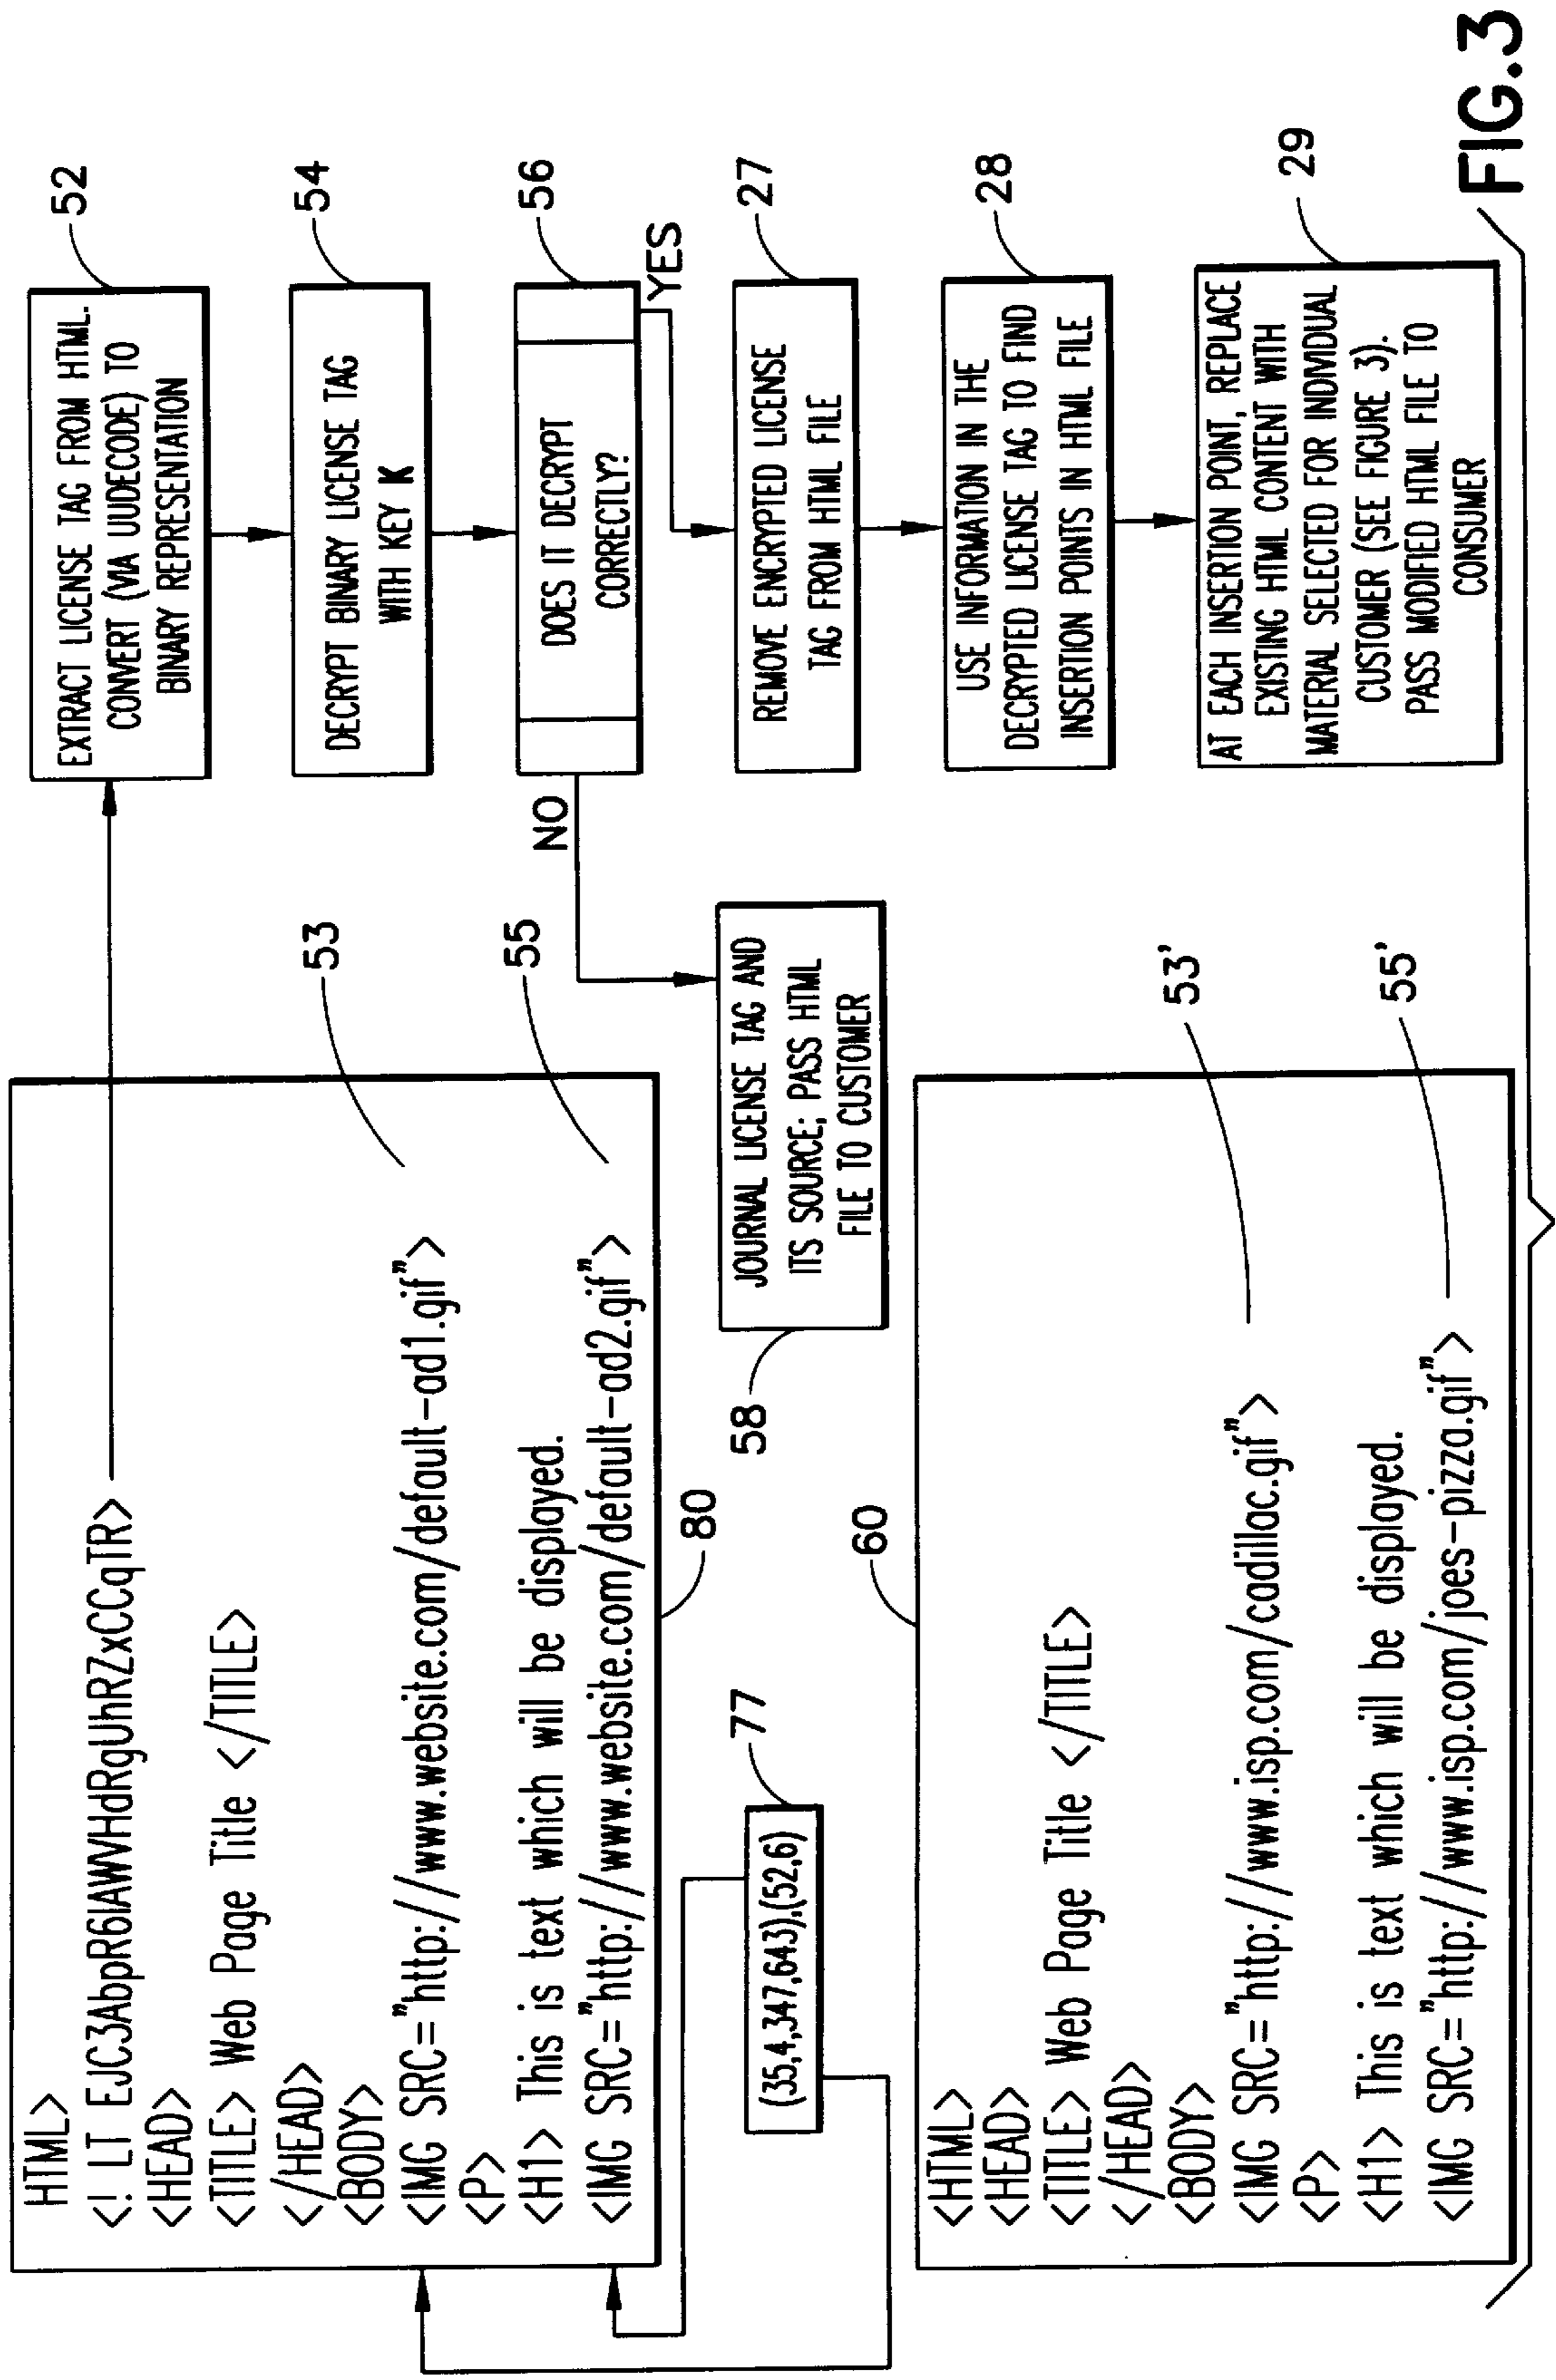 HTML>
<! LT EJC3AbpR6IAWVHdRgUhRZxCCqTR>
<HEAD>
<TITLE> Web Page Title </TITLE>
</HEAD>
<BODY>
<IMG SRC="http://www.website.com/default-ad1.gif">
<P>
<H1> This is text which will be displayed.
<IMG SRC="http://www.website.com/default-ad2.gif">
53
55
80
77
(35,4,347,643),(52,6)
58
JOURNAL LICENSE TAG AND
ITS SOURCE; PASS HTML
FILE TO CUSTOMER
60
<HTML>
<HEAD>
<TITLE> Web Page Title </TITLE>
</HEAD>
<BODY>
<IMG SRC="http://www.isp.com/cadillac.gif">
<P>
<H1> This is text which will be displayed.
<IMG SRC="http://www.isp.com/joes-pizza.gif">
53'
55'
52
EXTRACT LICENSE TAG FROM HTML.
CONVERT (VIA UUDECODE) TO
BINARY REPRESENTATION
54
DECRYPT BINARY LICENSE TAG
WITH KEY K
56
DOES IT DECRYPT
CORRECTLY?
NO
YES
27
REMOVE ENCRYPTED LICENSE
TAG FROM HTML FILE
28
USE INFORMATION IN THE
DECRYPTED LICENSE TAG TO FIND
INSERTION POINTS IN HTML FILE
29
AT EACH INSERTION POINT, REPLACE
EXISTING HTML CONTENT WITH
MATERIAL SELECTED FOR INDIVIDUAL
CUSTOMER (SEE FIGURE 3).
PASS MODIFIED HTML FILE TO
CONSUMER
FIG.3